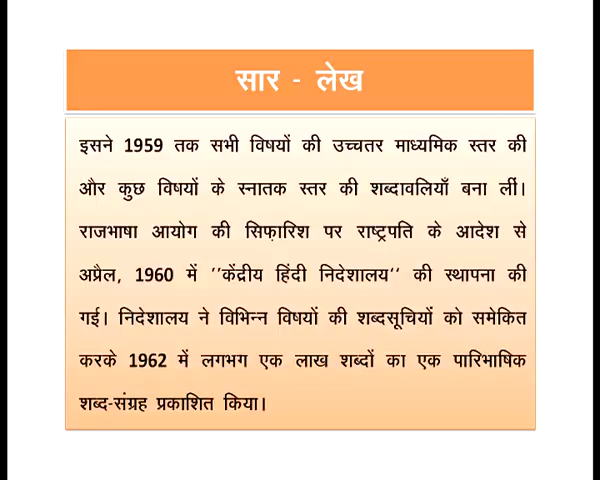 सार - लेख
इसने 1959 तक सभी विषयों की उच्चतर माध्यमिक स्तर की
और कुछ विषयों के स्नातक स्तर की शब्दावलियाँ बना लीं।
राजभाषा आयोग की सिफ़ारिश पर राष्ट्रपति के आदेश से
अप्रैल, 1960 में ’’केंद्रीय हिंदी निदेशालय‘‘ की स्थापना की
गई। निदेशालय ने विभिन्न विषयों की शब्दसूचियों को समेकित
करके 1962 में लगभग एक लाख शब्दों का एक पारिभाषिक
शब्द-संग्रह प्रकाशित किया।